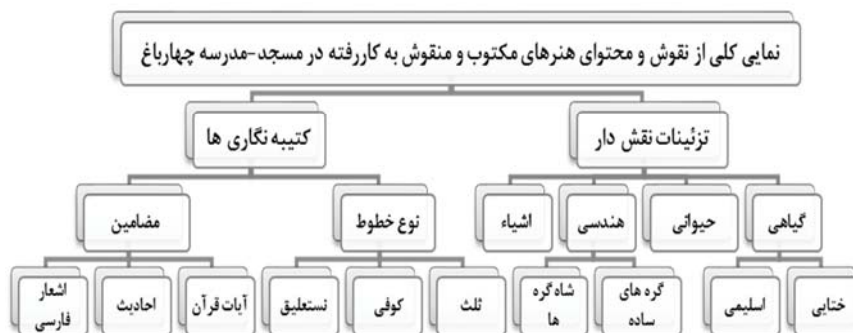 نمایی کلی از نقوش و محتوای هنرهای مکتوب و منقوش به کاررفته در مسجد-مدرسه چهارباغ
تزئینات نقش دار
کتیبه نگاری ها
گیاهی
حیوانی
هندسی
اشیاء
نوع خطوط
مضامین
ختایی
اسلیمی
گره های
ساده
شاه گره
ها
ثلث
کوفی
نستعلیق
آیات قرآن
احادیث
اشعار
فارسی